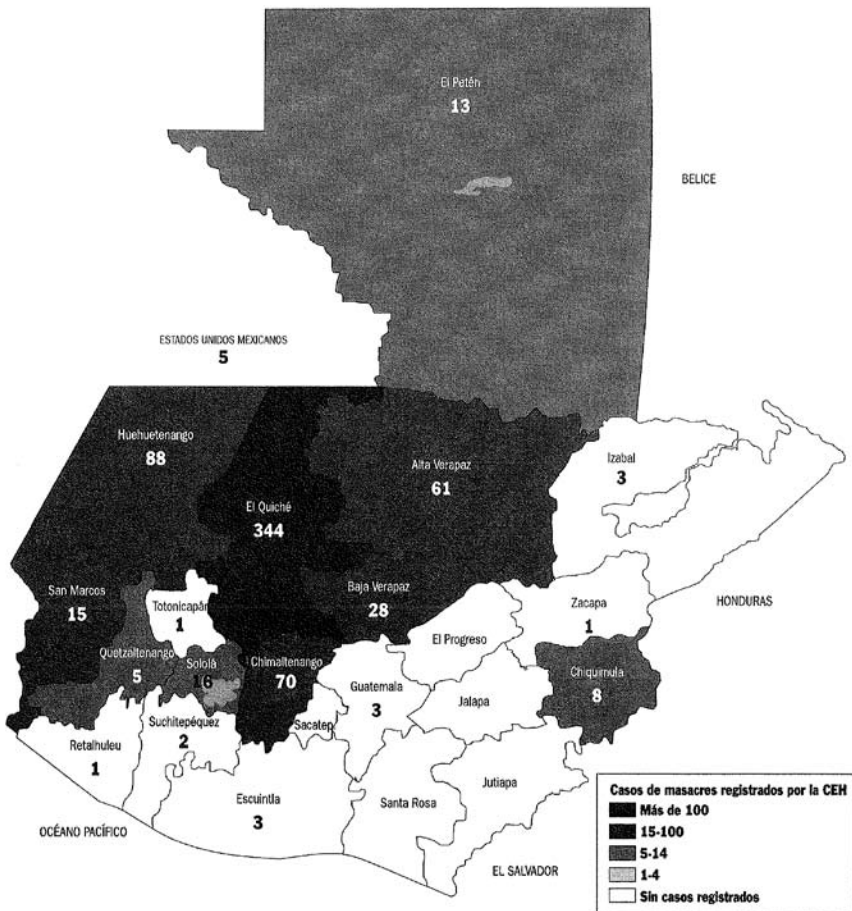 El Petén
13
BELICE
ESTADOS UNIDOS MEXICANOS
5
Huehuetenango
88
Alta Verapaz
61
Izabal
3
El Quiché
344
San Marcos
15
Totonicapán
1
Baja Verapaz
28
Zacapa
1
HONDURAS
El Progreso
Quetzaltenango
5
Sololá
16
Chimaltenango
70
Guatemala
3
Chiquimula
8
Jalapa
Suchitepéquez
2
Sacatep
Retalhuleu
1
Escuintla
3
Santa Rosa
Jutiapa
OCÉANO PACÍFICO
EL SALVADOR
Casos de masacres registrados por la CEH
Más de 100
15-100
5-14
1-4
Sin casos registrados